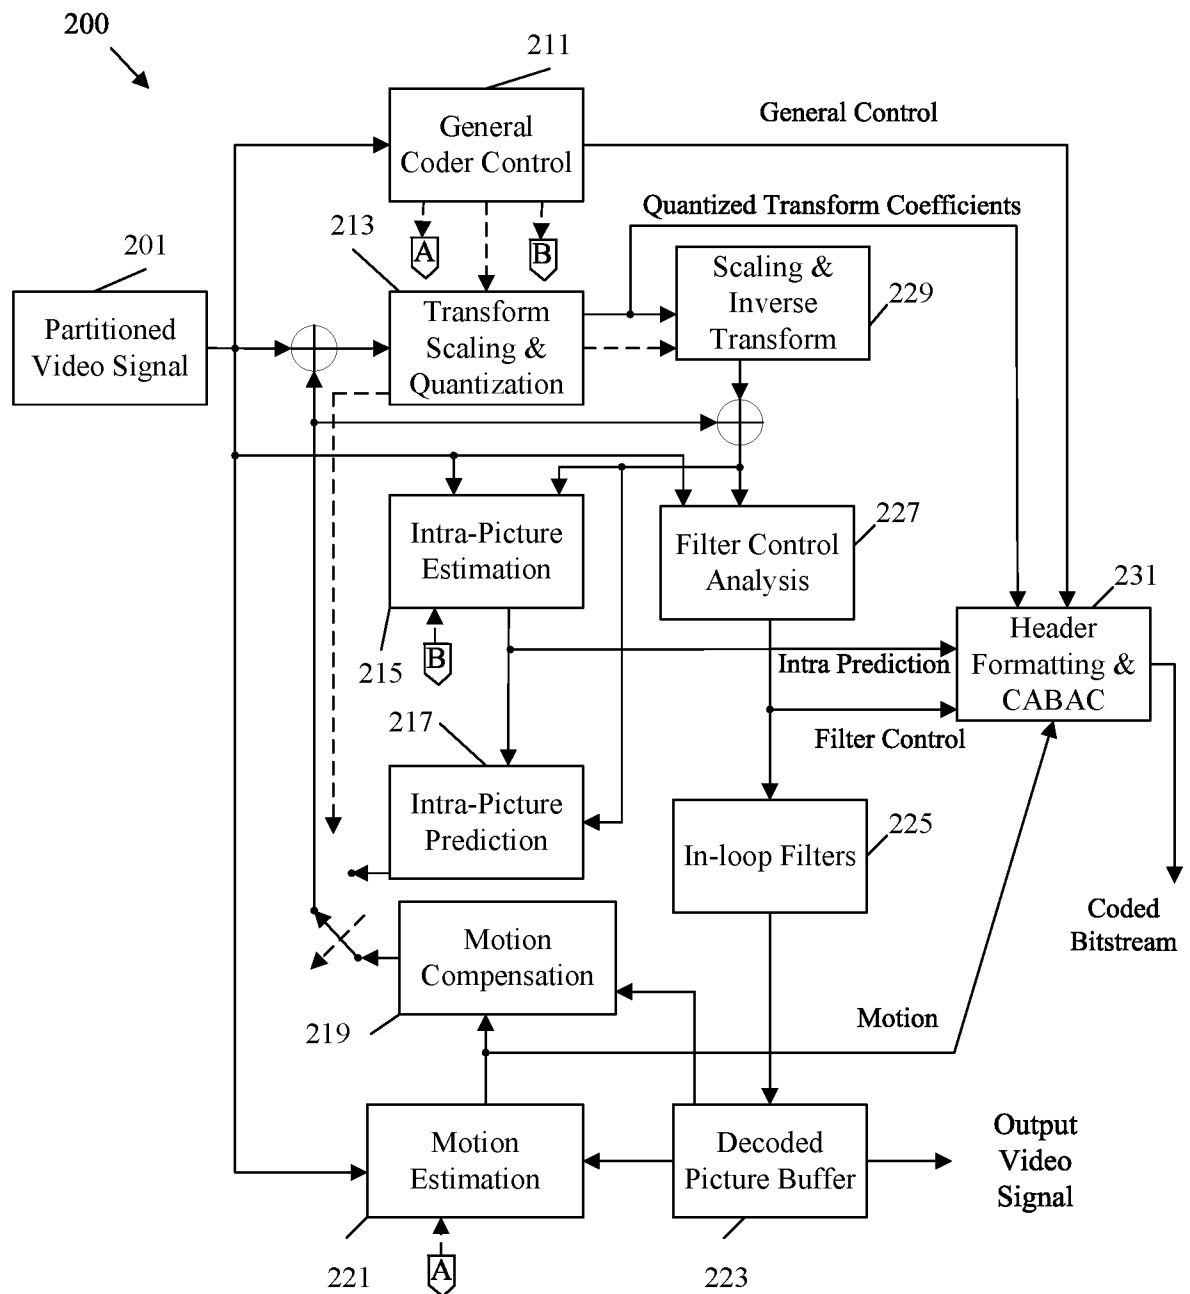 200
211
General
Coder Control
General Control
Quantized Transform Coefficients
A
B
213
201
Partitioned
Video Signal
Transform
Scaling &
Quantization
Scaling &
Inverse
Transform
229
Intra-Picture
Estimation
227
Filter Control
Analysis
231
Header
Formatting &
CABAC
215
B
Intra Prediction
217
Filter Control
Intra-Picture
Prediction
225
In-loop Filters
Coded
Bitstream
Motion
Compensation
219
Motion
Motion
Estimation
Decoded
Picture Buffer
Output
Video
Signal
221
A
223